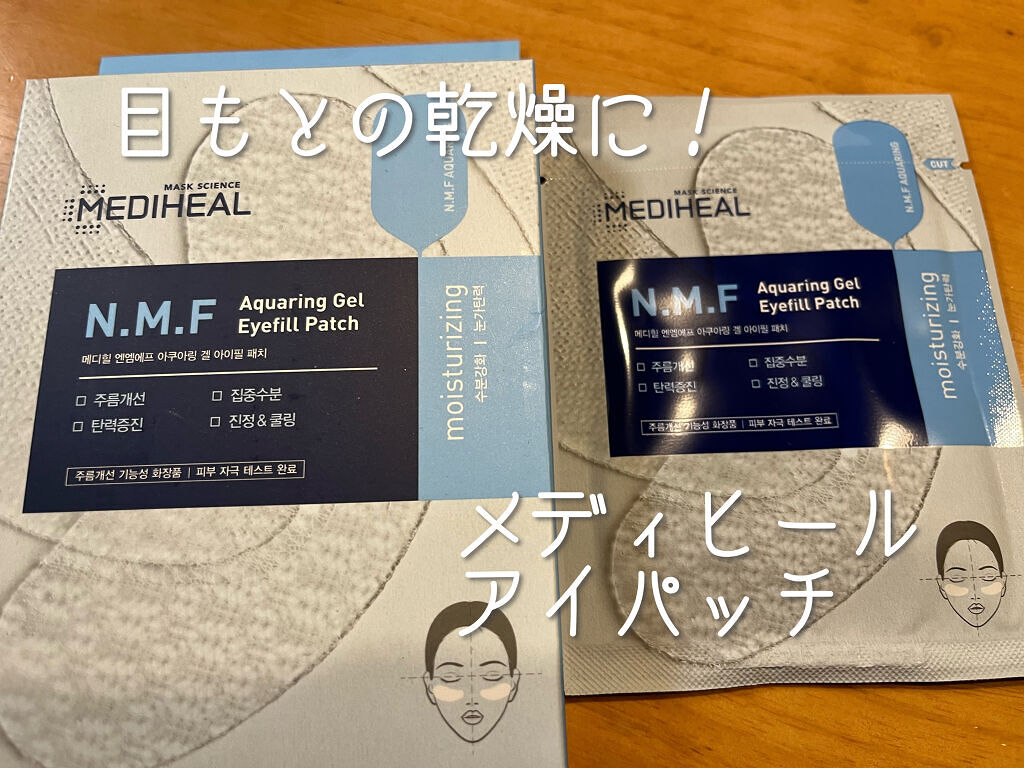 目もとの乾燥に！
MASK SCIENCE
MEDIHEAL
N.M.F AQUAR
N.M.F
Aquaring Gel
Eyefill Patch
메디힐 엔엠에프 아쿠아링 겔 아이필 패치
□ 주름개선 □ 집중수분
□ 탄력증진 □ 진정&쿨링
주름개선 기능성 화장품 | 피부 자극 테스트 완료
moisturizing
수분강화 | 눈가탄력
CUT
MASK SCIENCE
MEDIHEAL
N.M.F AQUARING
N.M.F
Aquaring Gel
Eyefill Patch
메디힐 엔엠에프 아쿠아링 겔 아이필 패치
□ 주름개선 □ 집중수분
□ 탄력증진 □ 진정&쿨링
주름개선 기능성 화장품 | 피부 자극 테스트 완료
moisturizing
수분강화 | 눈가탄력
メディヒール
アイパッチ